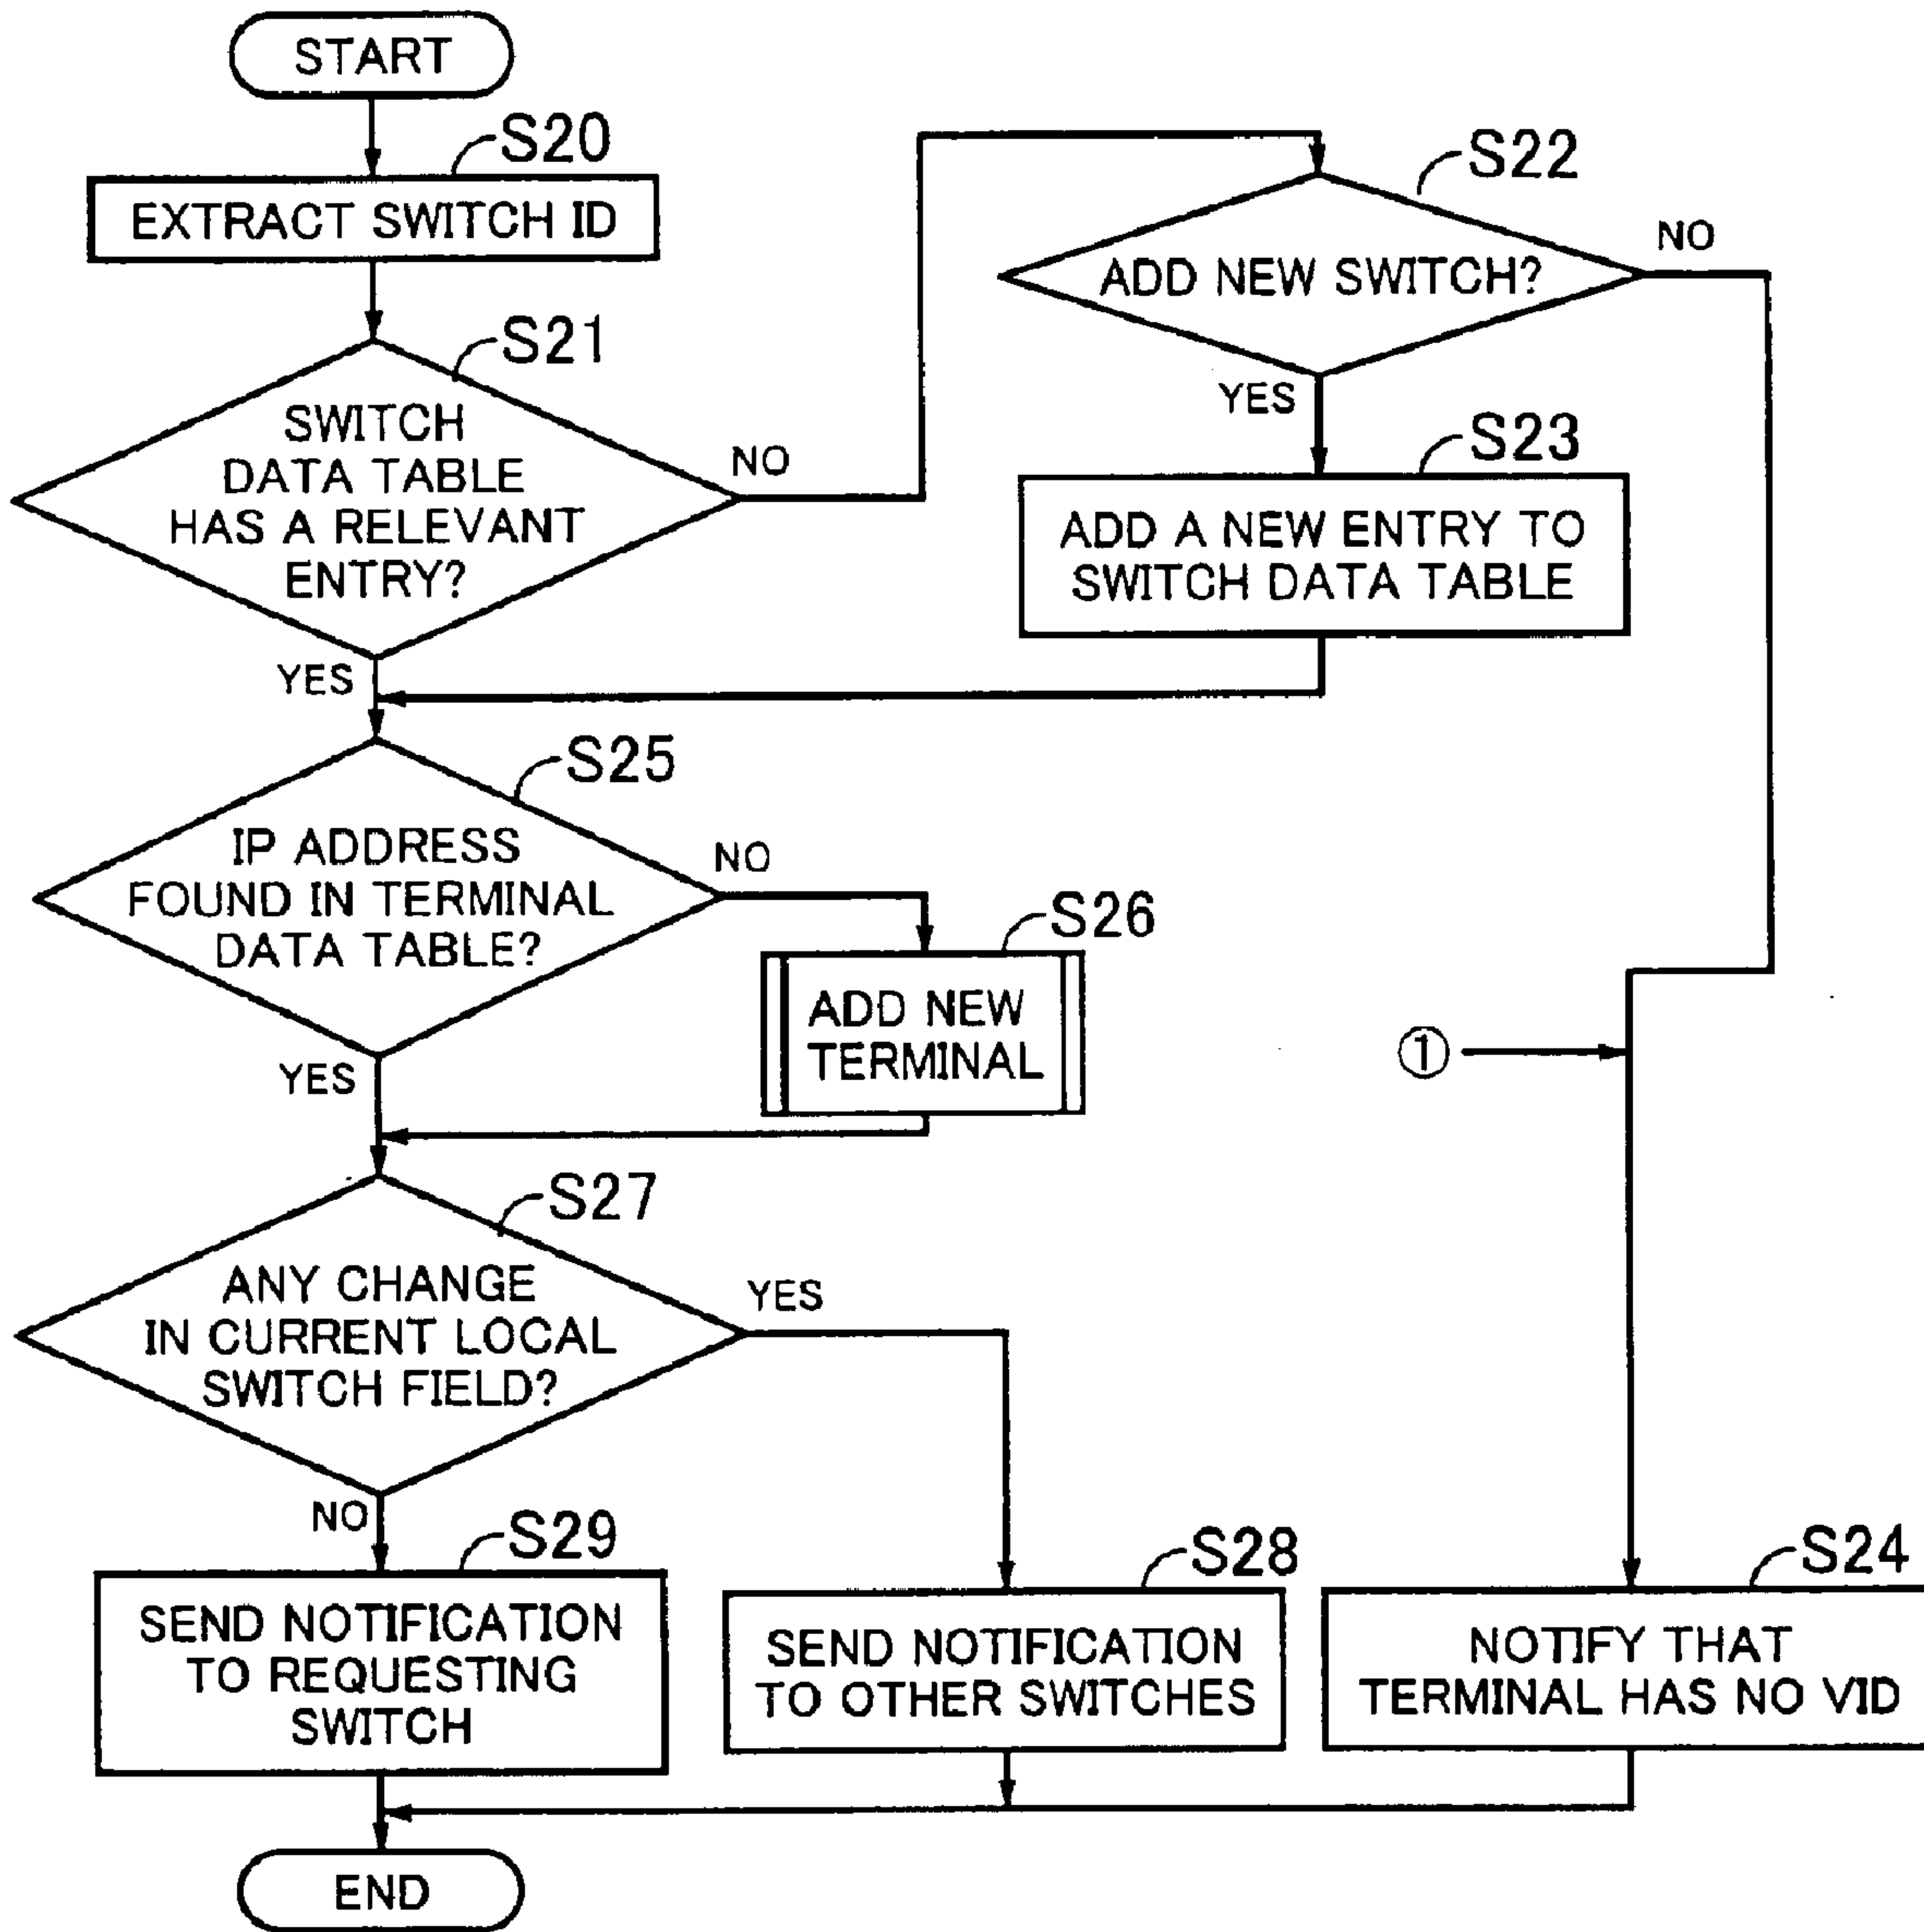 START
S20
EXTRACT SWITCH ID
S21
SWITCH
DATA TABLE
HAS A RELEVANT
ENTRY?
NO
YES
S22
ADD NEW SWITCH?
NO
YES
S23
ADD A NEW ENTRY TO
SWITCH DATA TABLE
S25
IP ADDRESS
FOUND IN TERMINAL
DATA TABLE?
NO
YES
S26
ADD NEW
TERMINAL
①
S27
ANY CHANGE
IN CURRENT LOCAL
SWITCH FIELD?
YES
NO
S29
SEND NOTIFICATION
TO REQUESTING
SWITCH
S28
SEND NOTIFICATION
TO OTHER SWITCHES
S24
NOTIFY THAT
TERMINAL HAS NO VID
END